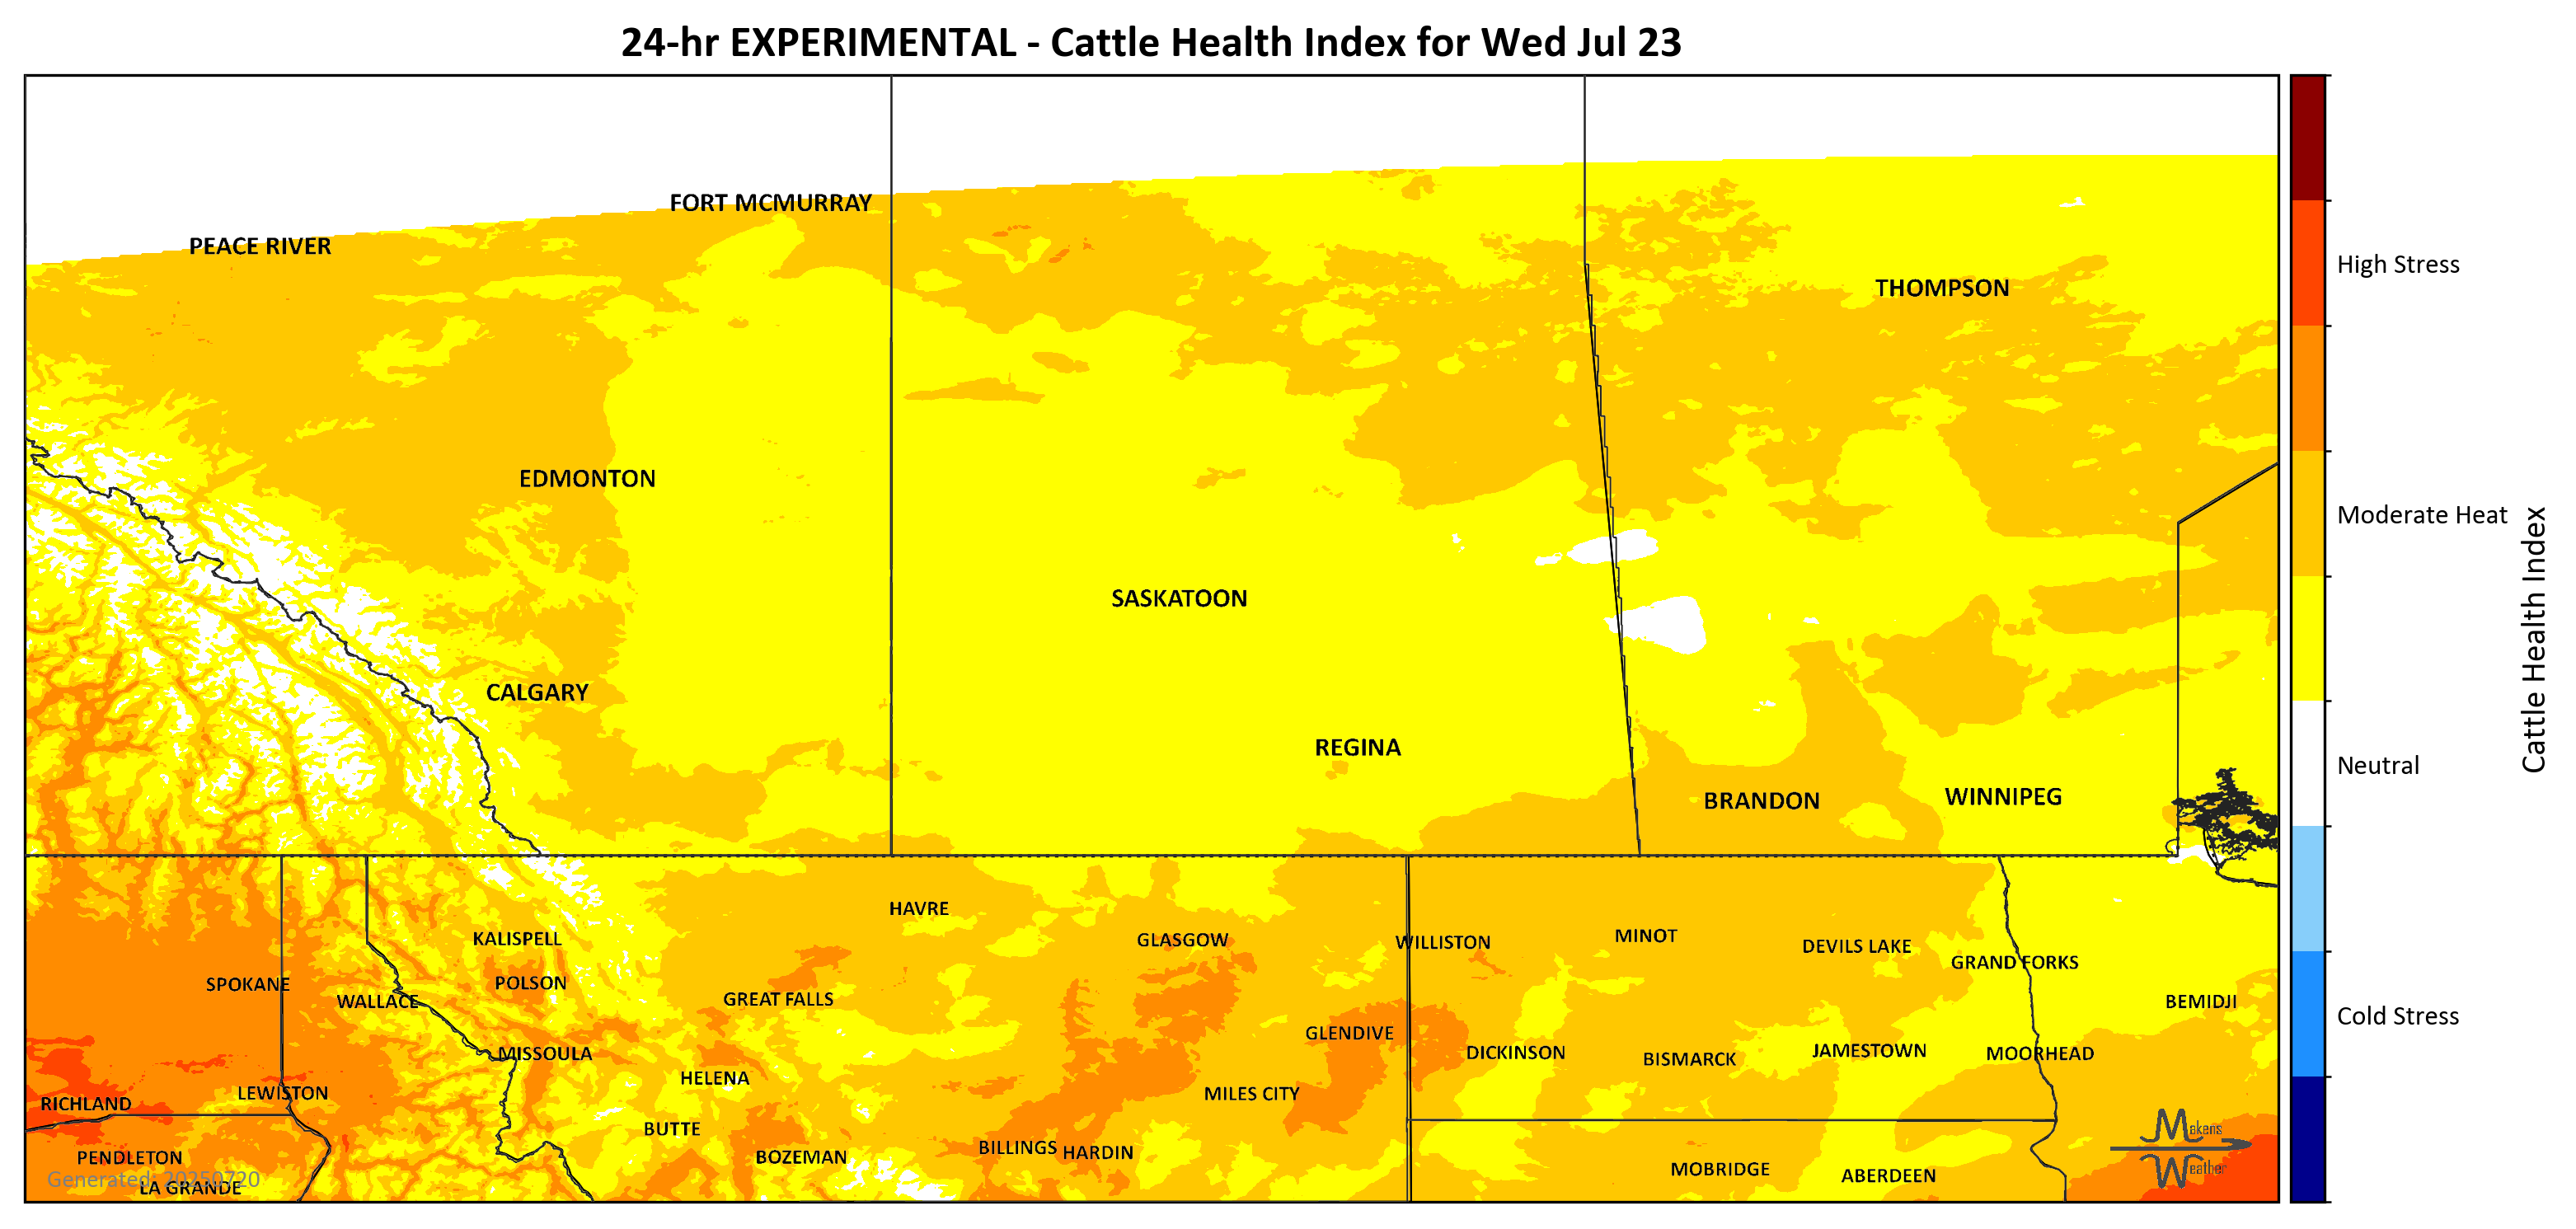 24-hr EXPERIMENTAL - Cattle Health Index for Wed Jul 23
FORT MCMURRAY
PEACE RIVER
High Stress
THOMPSON
EDMONTON
Moderate Heat
SASKATOON
Cattle Health Index
CALGARY
REGINA
Neutral
BRANDON
WINNIPEG
HAVRE
KALISPELL
GLASGOW
WILLISTON
MINOT
DEVILS LAKE
GRAND FORKS
SPOKANE
POLSON
WALLACE
GREAT FALLS
BEMIDJI
Cold Stress
GLENDIVE
MISSOULA
DICKINSON
BISMARCK
JAMESTOWN
MOORHEAD
HELENA
LEWISTON
MILES CITY
RICHLAND
BUTTE
Makens
Weather
BILLINGS
HARDIN
PENDLETON
BOZEMAN
MOBRIDGE
ABERDEEN
Generated: 20250720
LA GRANDE